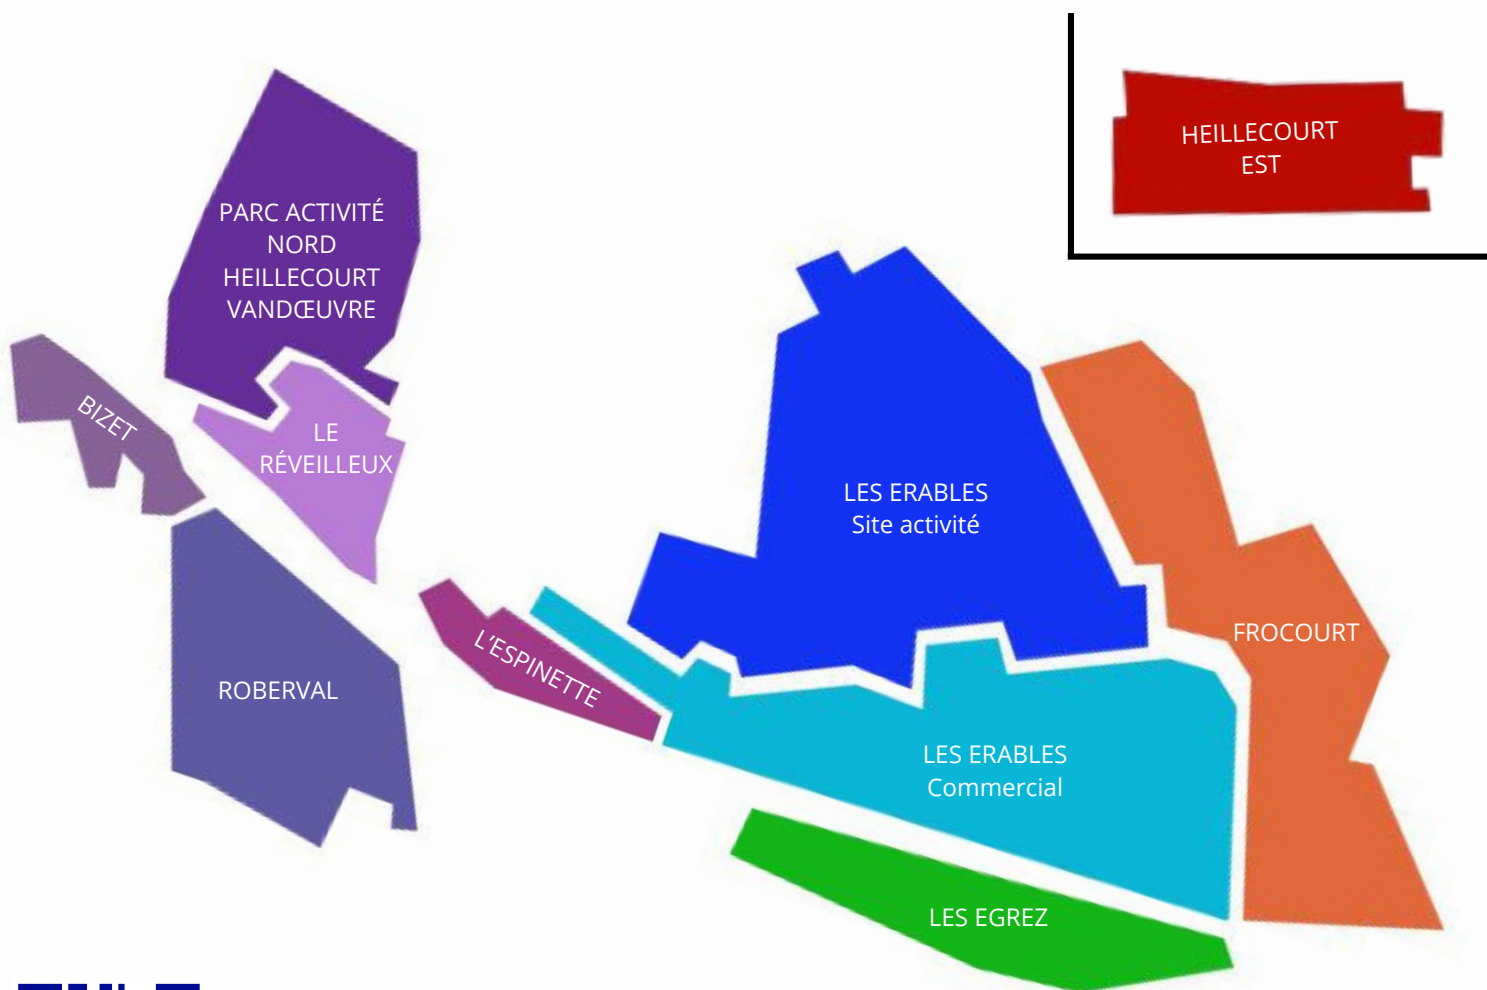 HEILLECOURT
EST
PARC ACTIVITÉ
NORD
HEILLECOURT
VANDŒUVRE
BIZET
LE
RÉVEILLEUX
LES ERABLES
Site activité
FROCOURT
L'ESPINETTE
ROBERVAL
LES ERABLES
Commercial
LES EGREZ